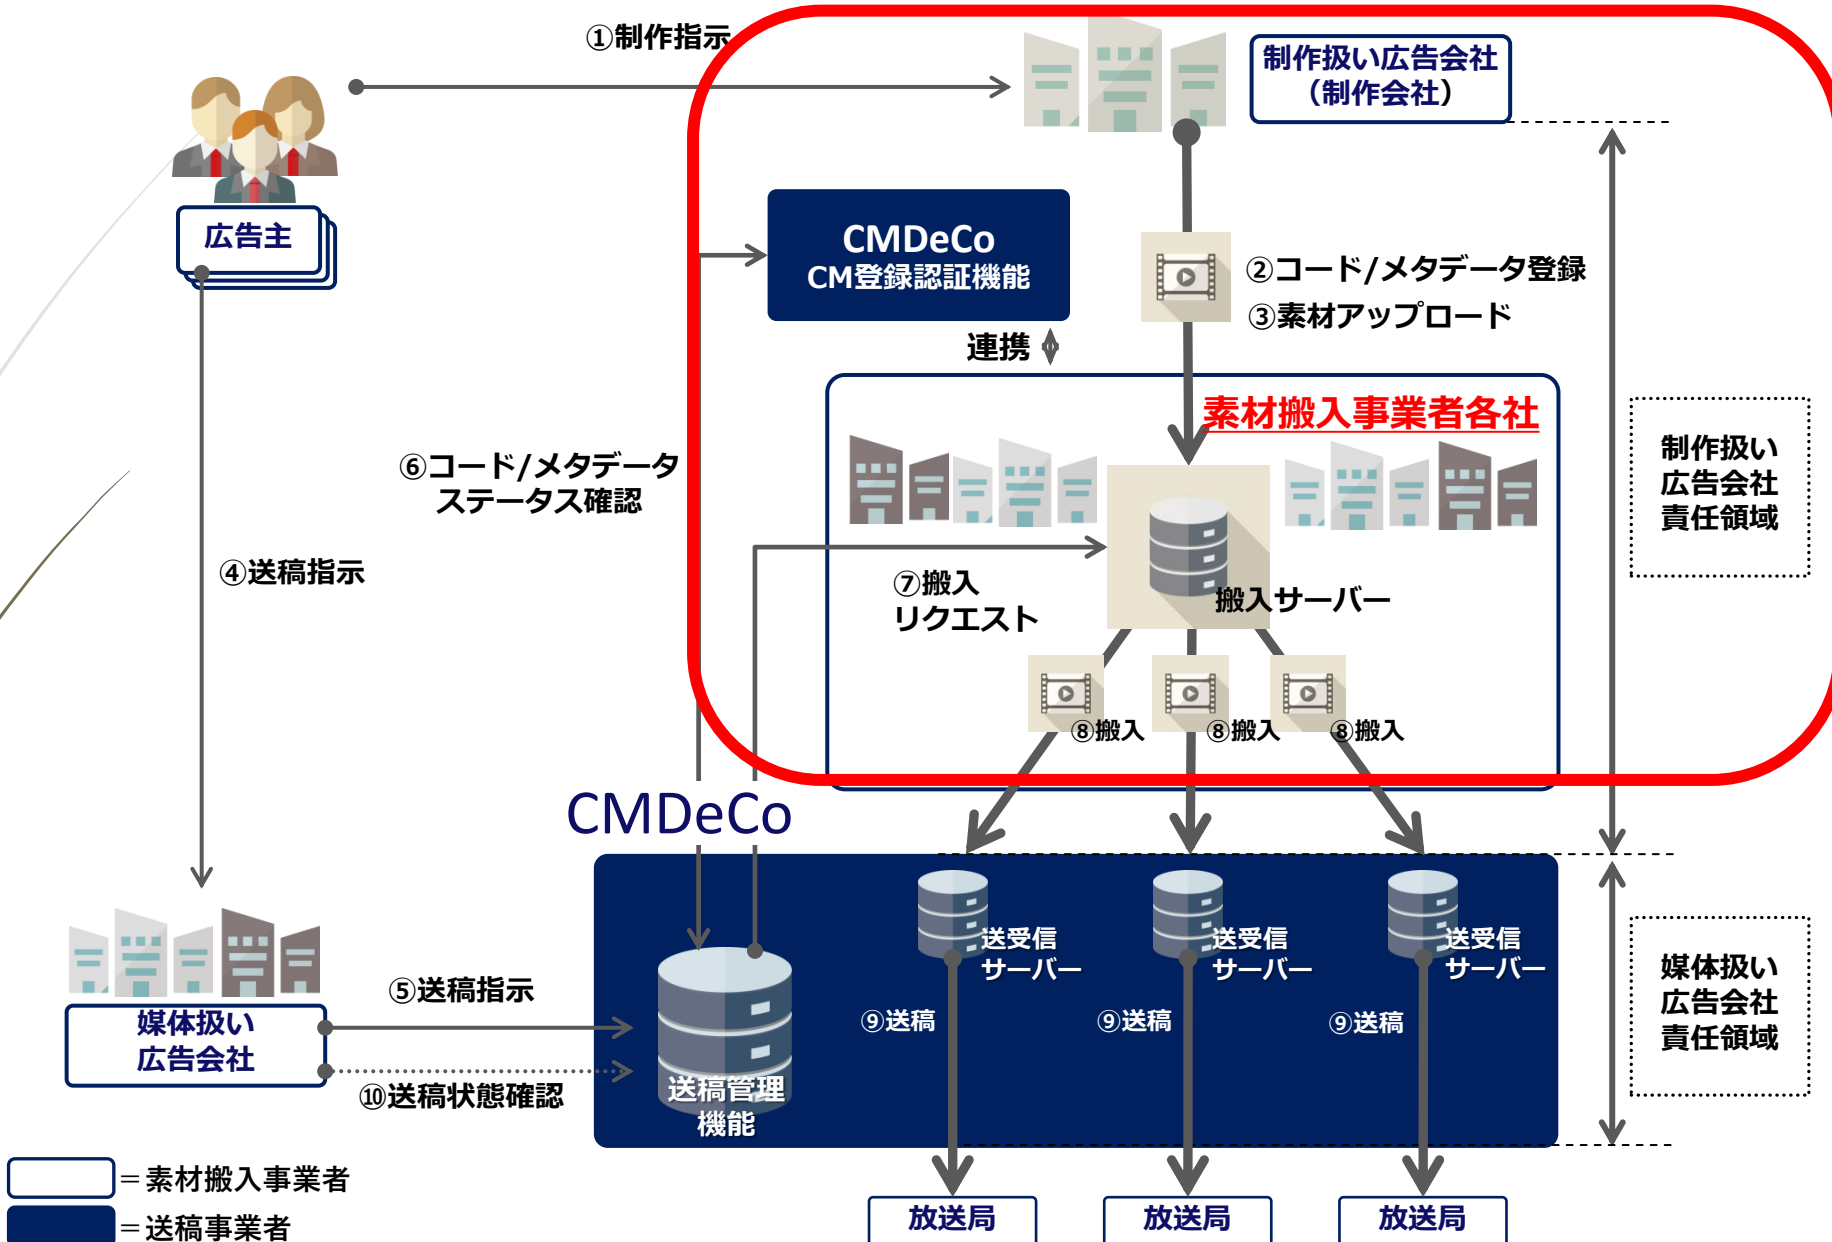 ①制作指示
制作扱い広告会社
（制作会社）
広告主
CMDeCo
CM登録認証機能
②コード/メタデータ登録
③素材アップロード
連携
素材搬入事業者各社
⑥コード/メタデータ
ステータス確認
制作扱い
広告会社
責任領域
④送稿指示
⑦搬入
リクエスト
搬入サーバー
⑧搬入
⑧搬入
⑧搬入
CMDeCo
送受信
サーバー
送受信
サーバー
送受信
サーバー
⑤送稿指示
媒体扱い
広告会社
⑨送稿
⑨送稿
⑨送稿
媒体扱い
広告会社
責任領域
⑩送稿状態確認
送稿管理
機能
＝素材搬入事業者
＝送稿事業者
放送局
放送局
放送局